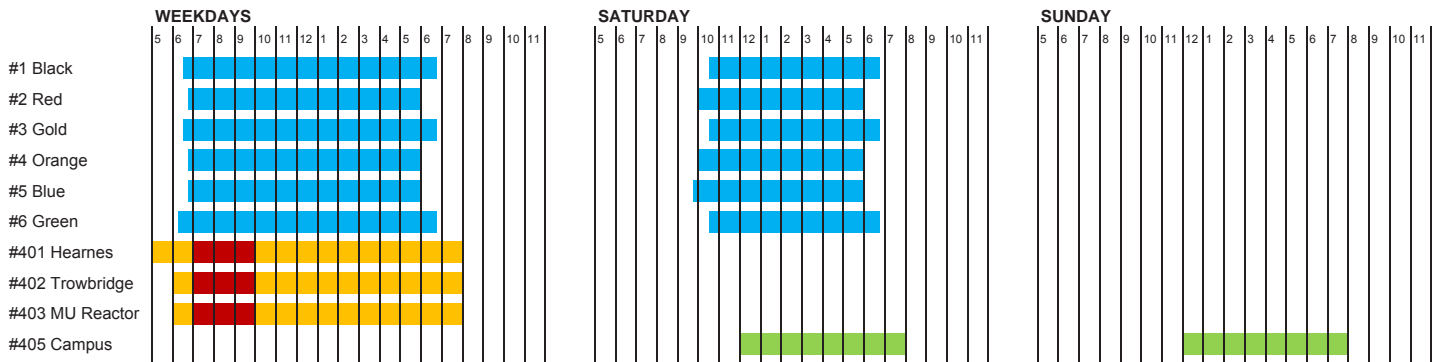 WEEKDAYS SATURDAY SUNDAY
5 6 7 8 9 10 11 12 1 2 3 4 5 6 7 8 9 10 11 5 6 7 8 9 10 11 12 1 2 3 4 5 6 7 8 9 10 11 5 6 7 8 9 10 11 12 1 2 3 4 5 6 7 8 9 10 11
#1 Black
#2 Red
#3 Gold
#4 Orange
#5 Blue
#6 Green
#401 Hearnes
#402 Trowbridge
#403 MU Reactor
#405 Campus